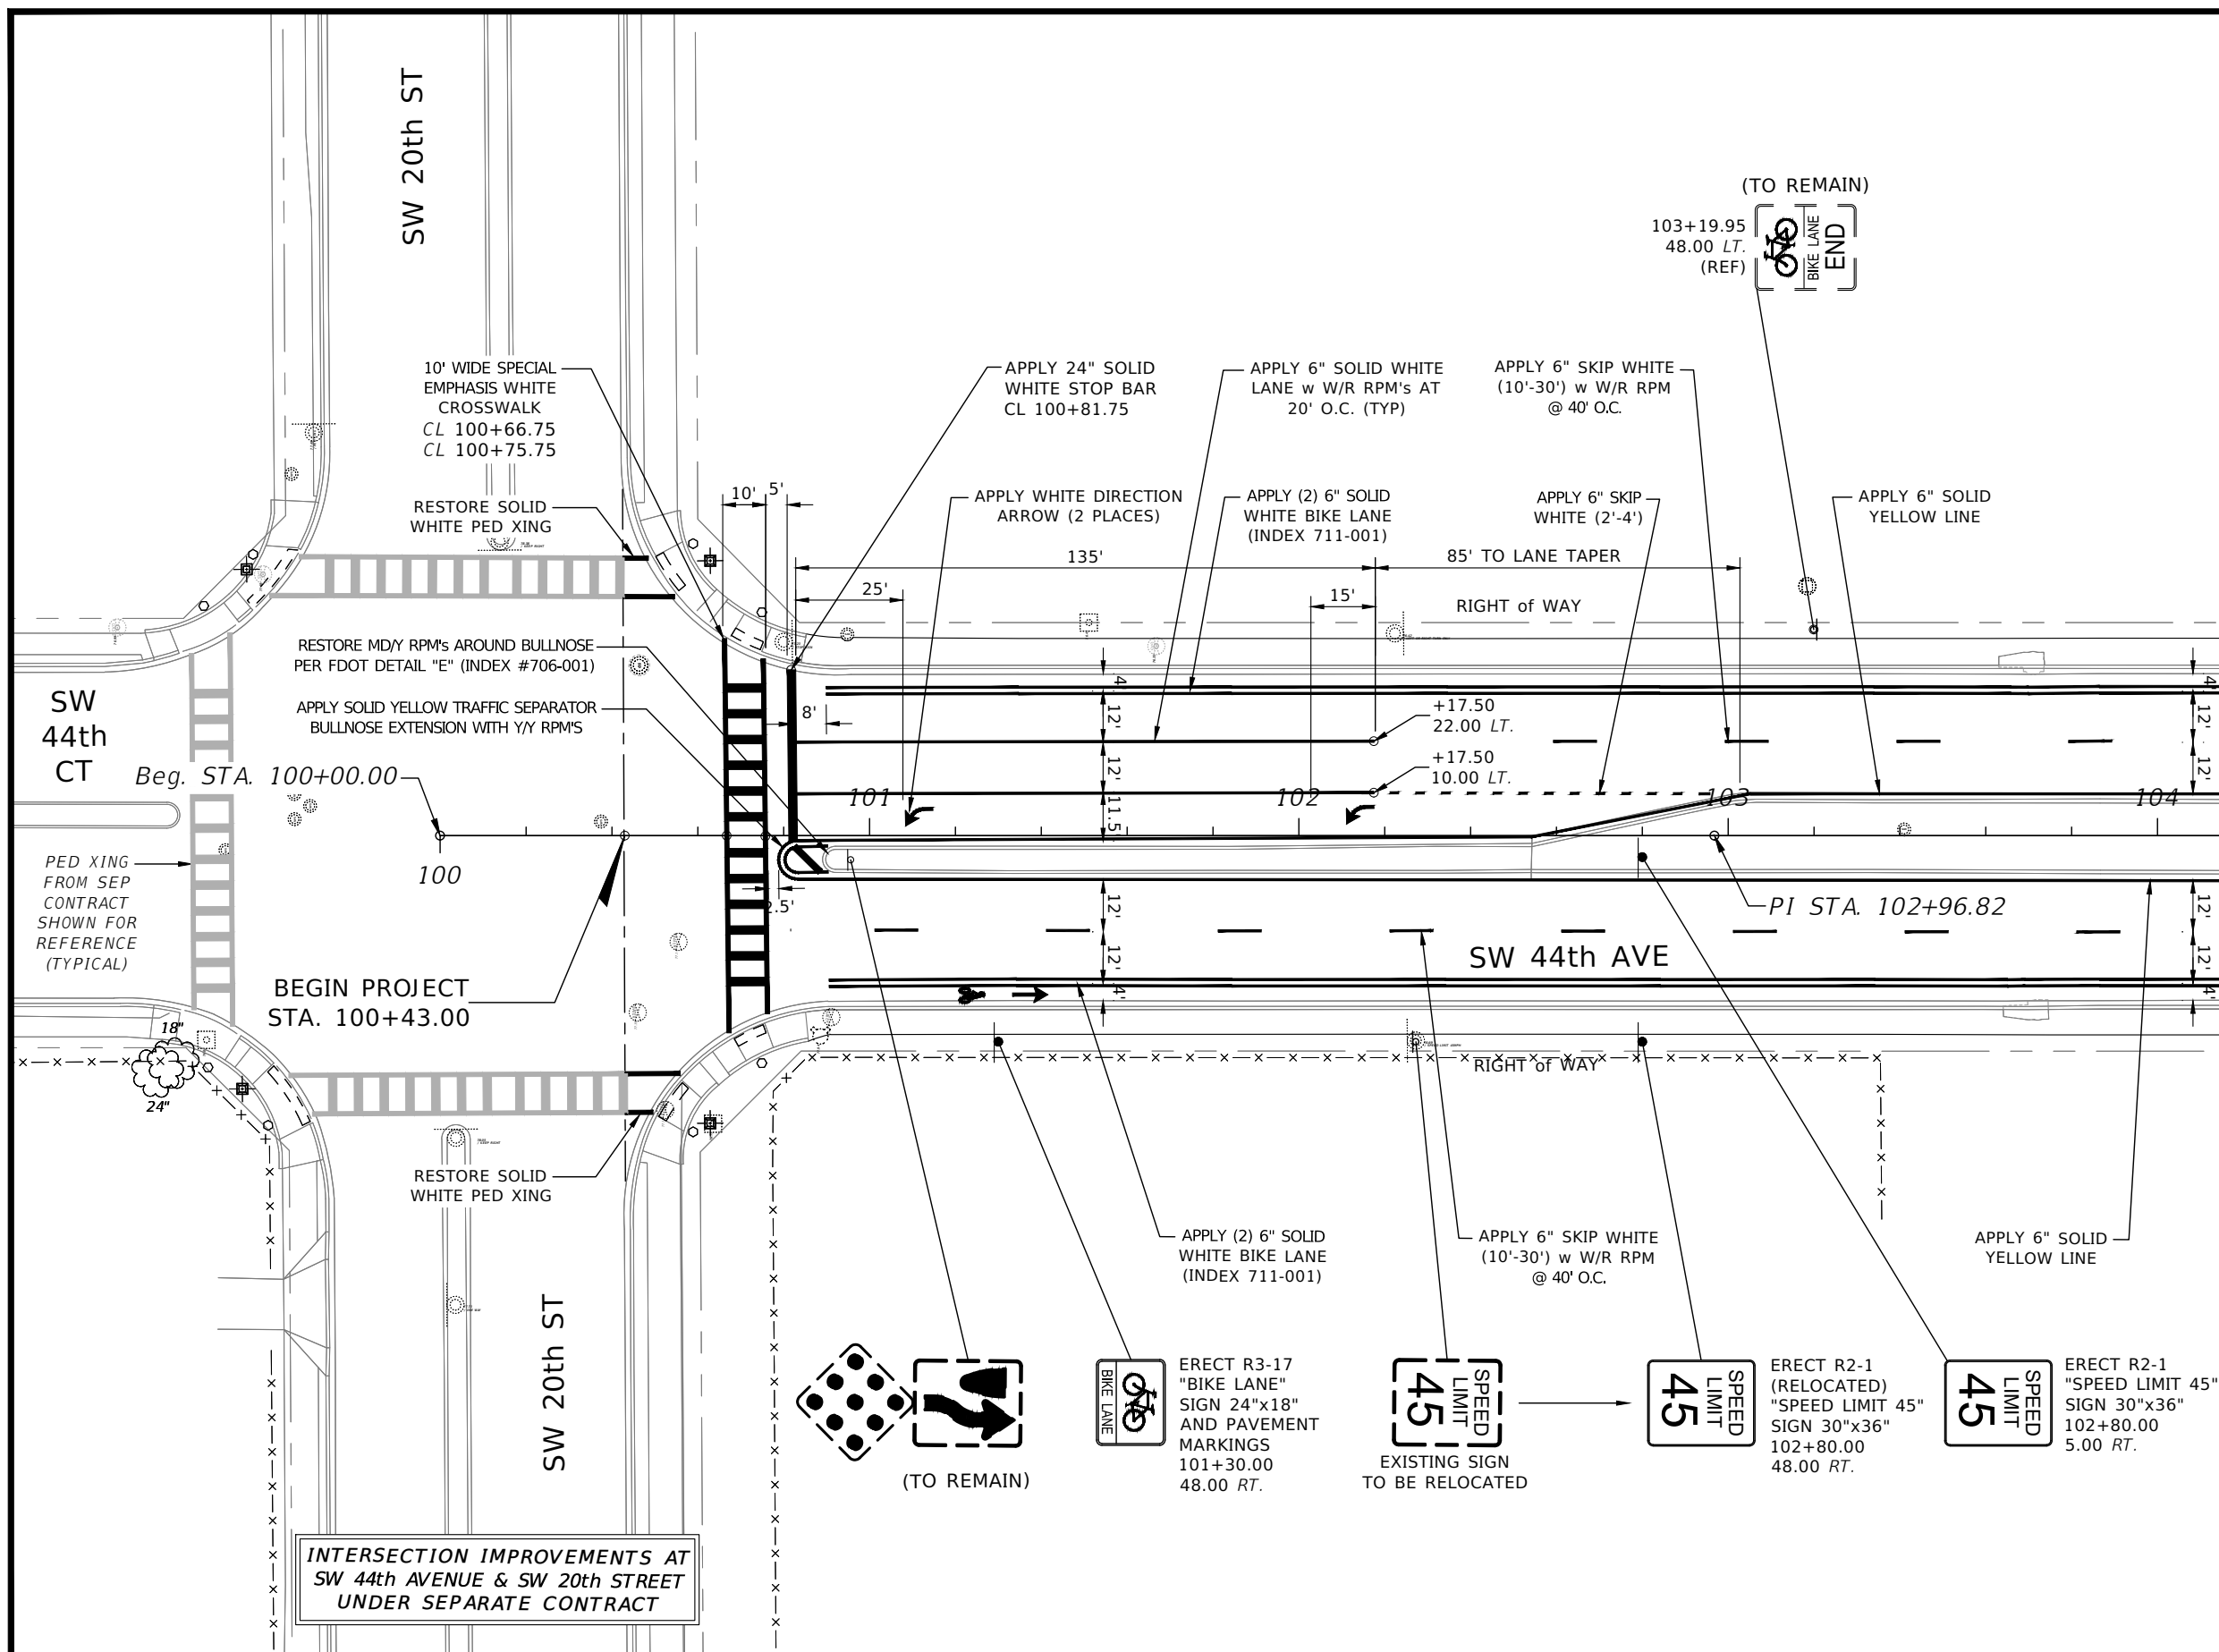 SW 20th ST
(TO REMAIN)
103+19.95
48.00 LT.
(REF)
BIKE LANE
END
10' WIDE SPECIAL
EMPHASIS WHITE
CROSSWALK
CL 100+66.75
CL 100+75.75
APPLY 24" SOLID
WHITE STOP BAR
CL 100+81.75
APPLY 6" SOLID WHITE
LANE w W/R RPM's AT
20' O.C. (TYP)
APPLY 6" SKIP WHITE
(10'-30') w W/R RPM
@ 40' O.C.
RESTORE SOLID
WHITE PED XING
10'
5'
APPLY WHITE DIRECTION
ARROW (2 PLACES)
APPLY (2) 6" SOLID
WHITE BIKE LANE
(INDEX 711-001)
APPLY 6" SKIP
WHITE (2'-4')
APPLY 6" SOLID
YELLOW LINE
135'
85' TO LANE TAPER
25'
15'
RIGHT of WAY
RESTORE MD/Y RPM's AROUND BULLNOSE
PER FDOT DETAIL "E" (INDEX #706-001)
APPLY SOLID YELLOW TRAFFIC SEPARATOR
BULLNOSE EXTENSION WITH Y/Y RPM'S
8'
4'
12'
12'
11.5'
+17.50
22.00 LT.
+17.50
10.00 LT.
4'
12'
12'
SW
44th
CT
Beg. STA. 100+00.00
100
101
102
103
104
PED XING
FROM SEP
CONTRACT
SHOWN FOR
REFERENCE
(TYPICAL)
2.5'
PI STA. 102+96.82
12'
12'
4'
12'
12'
4'
SW 44th AVE
BEGIN PROJECT
STA. 100+43.00
18"
24"
RIGHT of WAY
RESTORE SOLID
WHITE PED XING
APPLY (2) 6" SOLID
WHITE BIKE LANE
(INDEX 711-001)
APPLY 6" SKIP WHITE
(10'-30') w W/R RPM
@ 40' O.C.
APPLY 6" SOLID
YELLOW LINE
SW 20th ST
(TO REMAIN)
BIKE LANE
ERECT R3-17
"BIKE LANE"
SIGN 24"x18"
AND PAVEMENT
MARKINGS
101+30.00
48.00 RT.
SPEED
LIMIT
45
EXISTING SIGN
TO BE RELOCATED
SPEED
LIMIT
45
ERECT R2-1
(RELOCATED)
"SPEED LIMIT 45"
SIGN 30"x36"
102+80.00
48.00 RT.
SPEED
LIMIT
45
ERECT R2-1
"SPEED LIMIT 45"
SIGN 30"x36"
102+80.00
5.00 RT.
INTERSECTION IMPROVEMENTS AT
SW 44th AVENUE & SW 20th STREET
UNDER SEPARATE CONTRACT